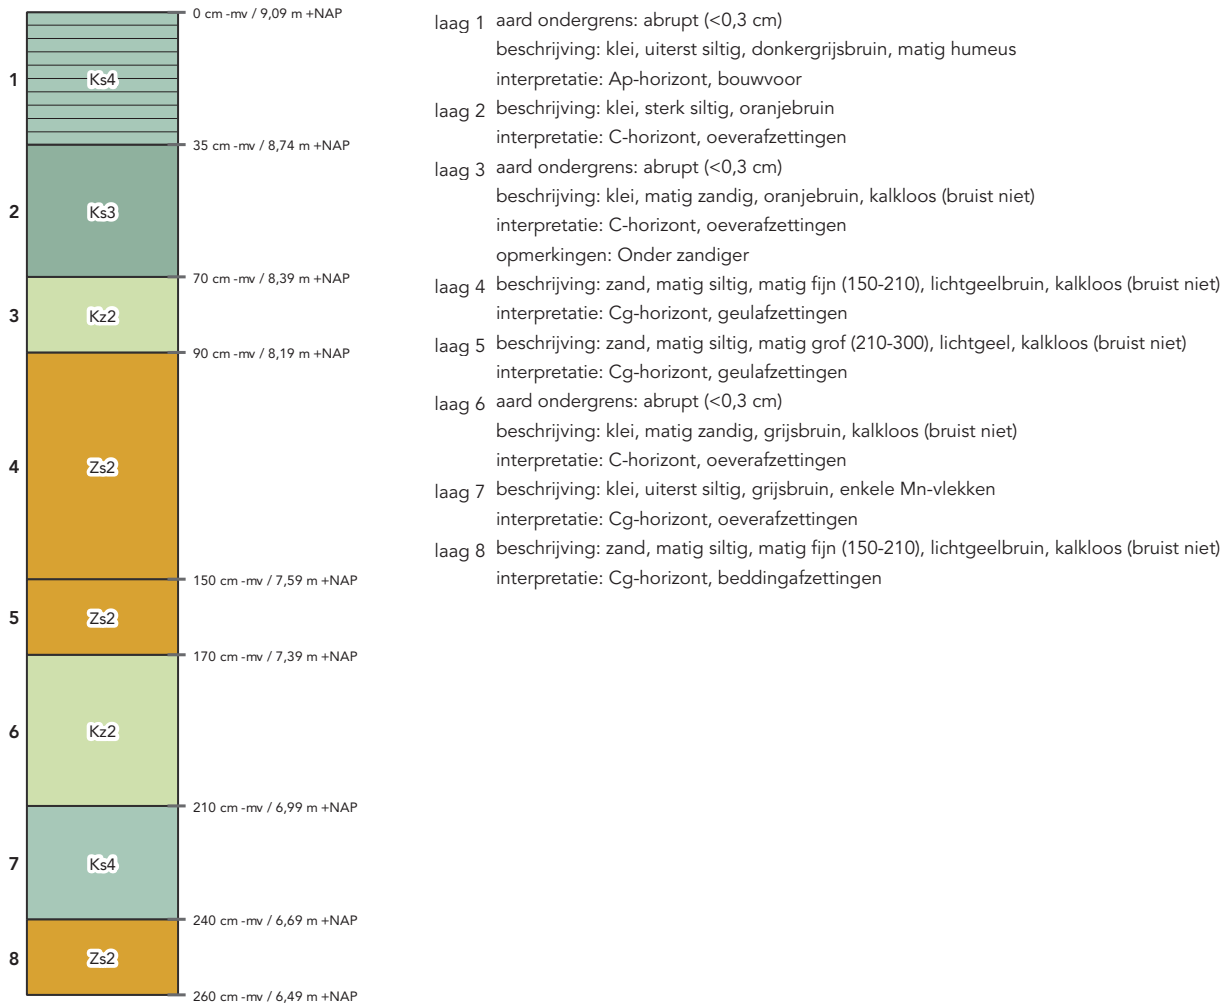 0 cm -mv / 9,09 m +NAP
1
Ks4
35 cm -mv / 8,74 m +NAP
2
Ks3
70 cm -mv / 8,39 m +NAP
3
Kz2
90 cm -mv / 8,19 m +NAP
4
Zs2
150 cm -mv / 7,59 m +NAP
5
Zs2
170 cm -mv / 7,39 m +NAP
6
Kz2
210 cm -mv / 6,99 m +NAP
7
Ks4
240 cm -mv / 6,69 m +NAP
8
Zs2
260 cm -mv / 6,49 m +NAP
laag 1 aard ondergrens: abrupt (<0,3 cm)
beschrijving: klei, uiterst siltig, donkergrijsbruin, matig humeus
interpretatie: Ap-horizont, bouwvoor
laag 2 beschrijving: klei, sterk siltig, oranjebruin
interpretatie: C-horizont, oeverafzettingen
laag 3 aard ondergrens: abrupt (<0,3 cm)
beschrijving: klei, matig zandig, oranjebruin, kalkloos (bruist niet)
interpretatie: C-horizont, oeverafzettingen
opmerkingen: Onder zandiger
laag 4 beschrijving: zand, matig siltig, matig fijn (150-210), lichtgeelbruin, kalkloos (bruist niet)
interpretatie: Cg-horizont, geulafzettingen
laag 5 beschrijving: zand, matig siltig, matig grof (210-300), lichtgeel, kalkloos (bruist niet)
interpretatie: Cg-horizont, geulafzettingen
laag 6 aard ondergrens: abrupt (<0,3 cm)
beschrijving: klei, matig zandig, grijsbruin, kalkloos (bruist niet)
interpretatie: C-horizont, oeverafzettingen
laag 7 beschrijving: klei, uiterst siltig, grijsbruin, enkele Mn-vlekken
interpretatie: Cg-horizont, oeverafzettingen
laag 8 beschrijving: zand, matig siltig, matig fijn (150-210), lichtgeelbruin, kalkloos (bruist niet)
interpretatie: Cg-horizont, beddingafzettingen